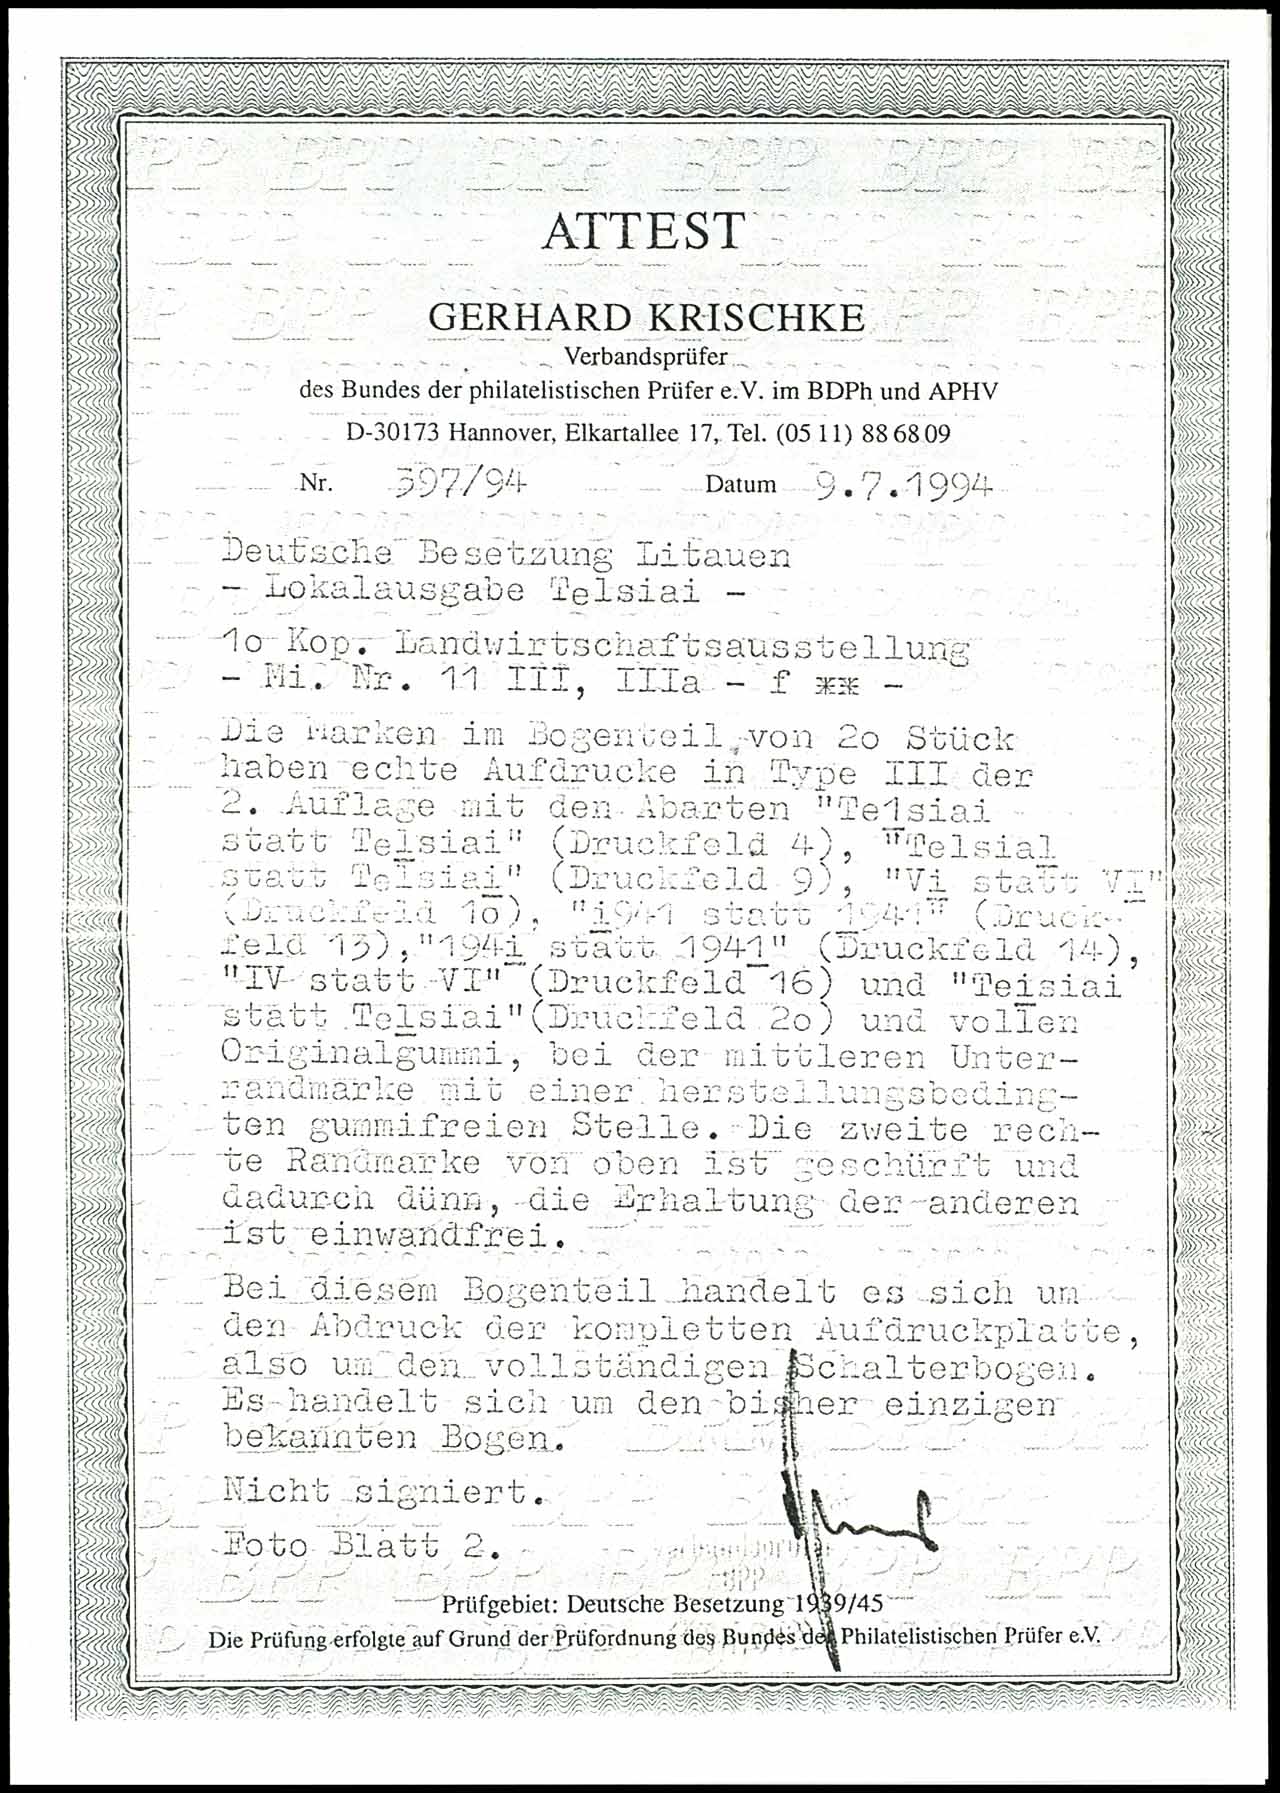 ATTEST
GERHARD KRISCHKE
Verbandsprüfer
des Bundes der philatelistischen Prüfer e.V. im BDPh und APHV
D-30173 Hannover, Elkartallee 17, Tel. (05 11) 88 68 09
Nr. 397/94 Datum 9.7.1994
Deutsche Besetzung Litauen
- Lokalausgabe Telsiai -
1o Kop. Landwirtschaftsausstellung
- Mi. Nr. 11 III, IIIa - f ** -
Die Marken im Bogenteil von 2o Stück
haben echte Aufdrucke in Type III der
2. Auflage mit den Abarten "Te1siai
statt Telsiai" (Druckfeld 4), "Telsial
statt Telsiai" (Druckfeld 9), "Vi statt VI"
(Druckfeld 1o), "i941 statt 1941" (Druck-
feld 13),"194i statt 1941" (Druckfeld 14),
"IV statt VI" (Druckfeld 16) und "Teisiai
statt Telsiai"(Druckfeld 2o) und vollen
Originalgummi, bei der mittleren Unter-
randmarke mit einer herstellungsbeding-
ten gummifreien Stelle. Die zweite rech-
te Randmarke von oben ist geschürft und
dadurch dünn, die Erhaltung der anderen
ist einwandfrei.
Bei diesem Bogenteil handelt es sich um
den Abdruck der kompletten Aufdruckplatte,
also um den vollständigen Schalterbogen.
Es handelt sich um den bisher einzigen
bekannten Bogen.
Nicht signiert.
Foto Blatt 2.
Verbandsprüfer
BPP
Prüfgebiet: Deutsche Besetzung 1939/45
Die Prüfung erfolgte auf Grund der Prüfordnung des Bundes der Philatelistischen Prüfer e.V.